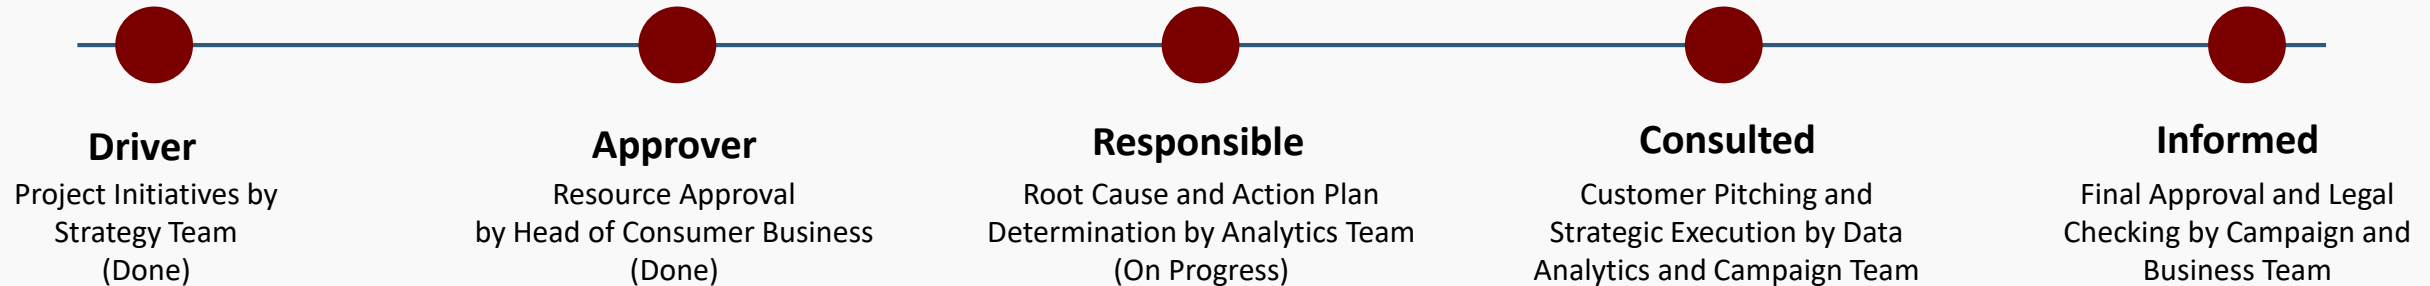 Driver
Project Initiatives by
Strategy Team
(Done)
Approver
Resource Approval
by Head of Consumer Business
(Done)
Responsible
Root Cause and Action Plan
Determination by Analytics Team
(On Progress)
Consulted
Customer Pitching and
Strategic Execution by Data
Analytics and Campaign Team
Informed
Final Approval and Legal
Checking by Campaign and
Business Team